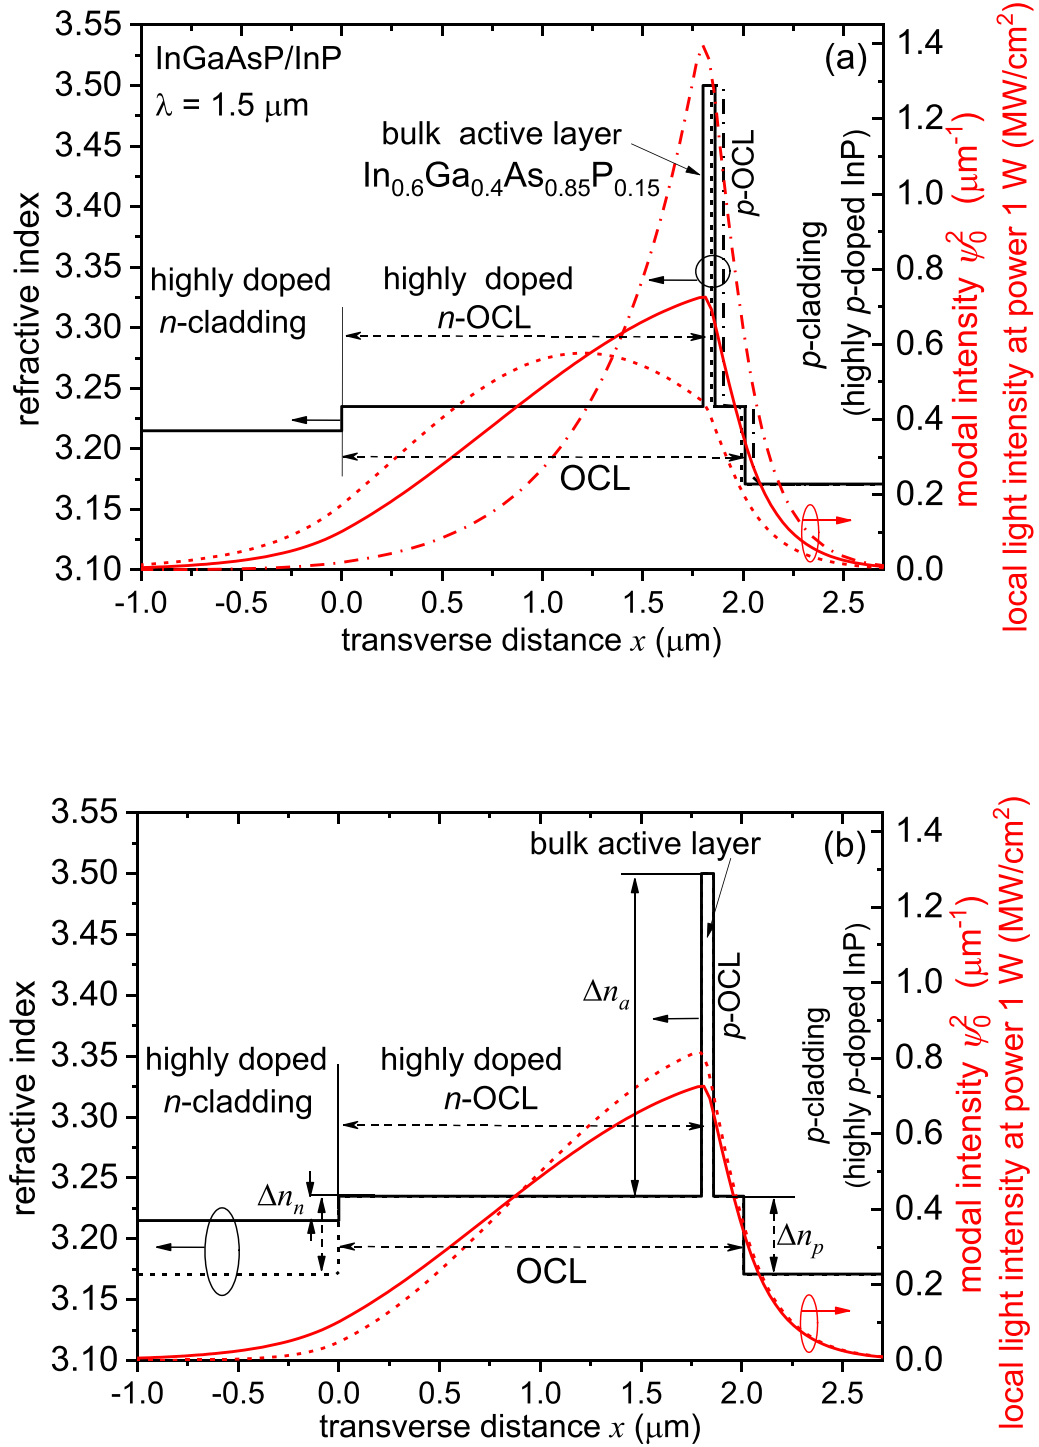 InGaAsP/InP
λ = 1.5 μm
(a)
bulk active layer
In0.6Ga0.4As0.85P0.15
p-OCL
p-cladding
(highly p-doped InP)
highly doped
n-cladding
highly doped
n-OCL
OCL
3.55
3.50
3.45
3.40
3.35
3.30
3.25
3.20
3.15
3.10
refractive index
1.4
1.2
1.0
0.8
0.6
0.4
0.2
0.0
modal intensity ψ₀² (μm-1)
local light intensity at power 1 W (MW/cm2)
-1.0 -0.5 0.0 0.5 1.0 1.5 2.0 2.5
transverse distance x (μm)
(b)
bulk active layer
Δna
p-OCL
p-cladding
(highly p-doped InP)
highly doped
n-cladding
highly doped
n-OCL
Δnn
Δnp
OCL
3.55
3.50
3.45
3.40
3.35
3.30
3.25
3.20
3.15
3.10
refractive index
1.4
1.2
1.0
0.8
0.6
0.4
0.2
0.0
modal intensity ψ₀² (μm-1)
local light intensity at power 1 W (MW/cm2)
-1.0 -0.5 0.0 0.5 1.0 1.5 2.0 2.5
transverse distance x (μm)